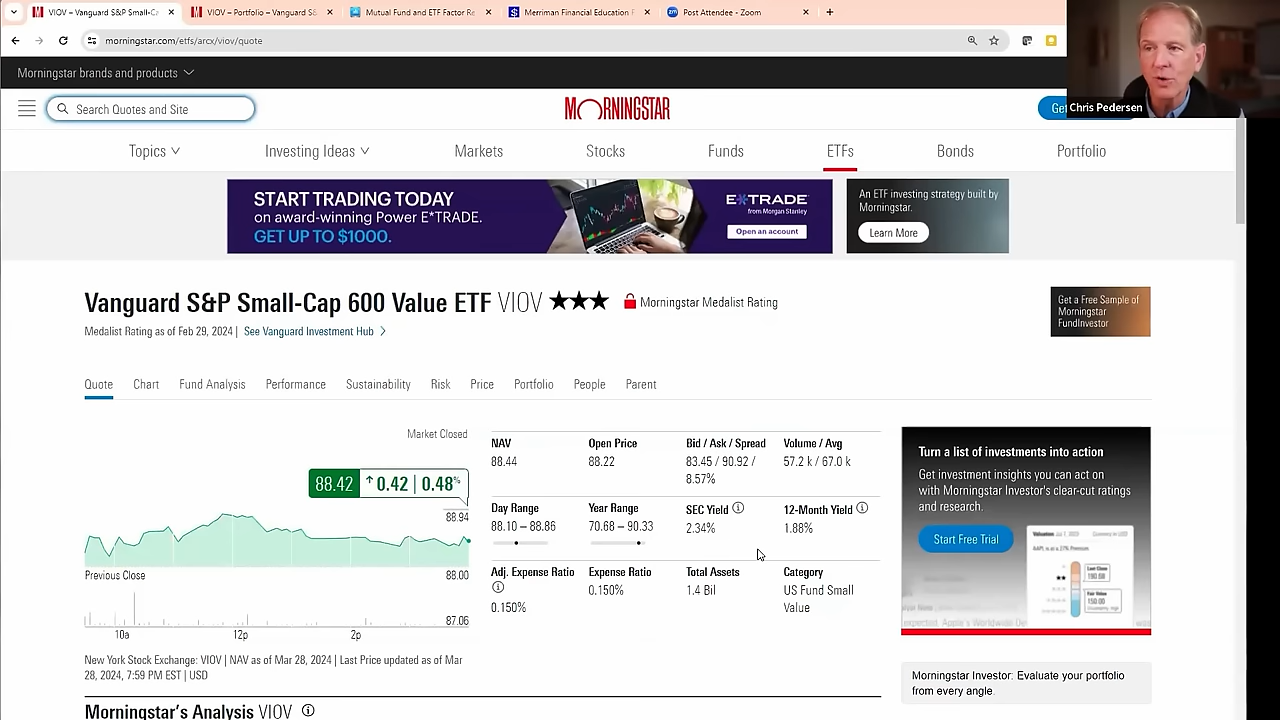 VIOV – Vanguard S&P Small-Ca
VIOV – Portfolio – Vanguard S&
Mutual Fund and ETF Factor Re
Merriman Financial Education F
Post Attendee - Zoom
morningstar.com/etfs/arcx/viov/quote
Chris Pedersen
Morningstar brands and products
Search Quotes and Site
MORNINGSTAR
Ge
Topics
Investing Ideas
Markets
Stocks
Funds
ETFs
Bonds
Portfolio
START TRADING TODAY
on award-winning Power E*TRADE.
GET UP TO $1000.
E*TRADE
from Morgan Stanley
Open an account
An ETF investing strategy built by
Morningstar.
Learn More
Vanguard S&P Small-Cap 600 Value ETF VIOV ★★★
Morningstar Medalist Rating
Medalist Rating as of Feb 29, 2024 | See Vanguard Investment Hub
Get a Free Sample of
Morningstar
FundInvestor
Quote
Chart
Fund Analysis
Performance
Sustainability
Risk
Price
Portfolio
People
Parent
Market Closed
88.42 ↑ 0.42 | 0.48%
88.94
Previous Close
88.00
87.06
10a
12p
2p
New York Stock Exchange: VIOV | NAV as of Mar 28, 2024 | Last Price updated as of Mar
28, 2024, 7:59 PM EST | USD
NAV
88.44
Open Price
88.22
Bid / Ask / Spread
83.45 / 90.92 /
8.57%
Volume / Avg
57.2 k / 67.0 k
Day Range
88.10 – 88.86
Year Range
70.68 – 90.33
SEC Yield
2.34%
12-Month Yield
1.88%
Adj. Expense Ratio
0.150%
Expense Ratio
0.150%
Total Assets
1.4 Bil
Category
US Fund Small
Value
Turn a list of investments into
action
Get investment insights you can act
on with Morningstar Investor's clear-cut ratings
and research.
Start Free Trial
Last Close
190.68
Fair Value
150.00
Morningstar Investor: Evaluate your portfolio
from every angle.
Morningstar's Analysis VIOV